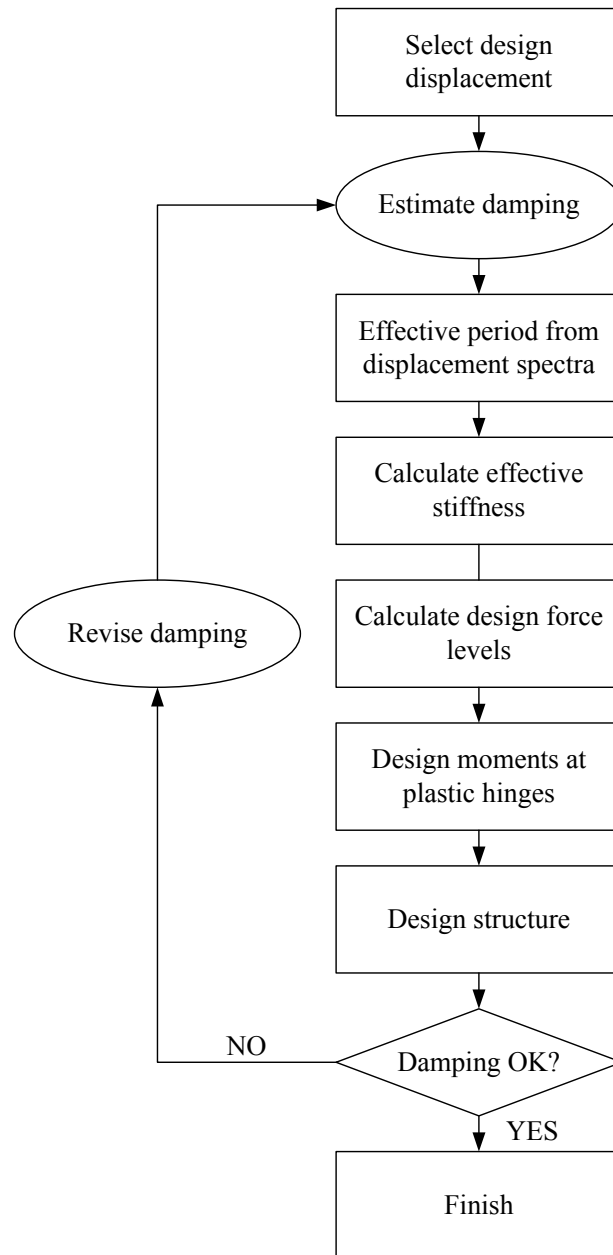 Select design
displacement
Estimate damping
Effective period from
displacement spectra
Calculate effective
stiffness
Calculate design force
levels
Revise damping
Design moments at
plastic hinges
Design structure
Damping OK?
NO
YES
Finish